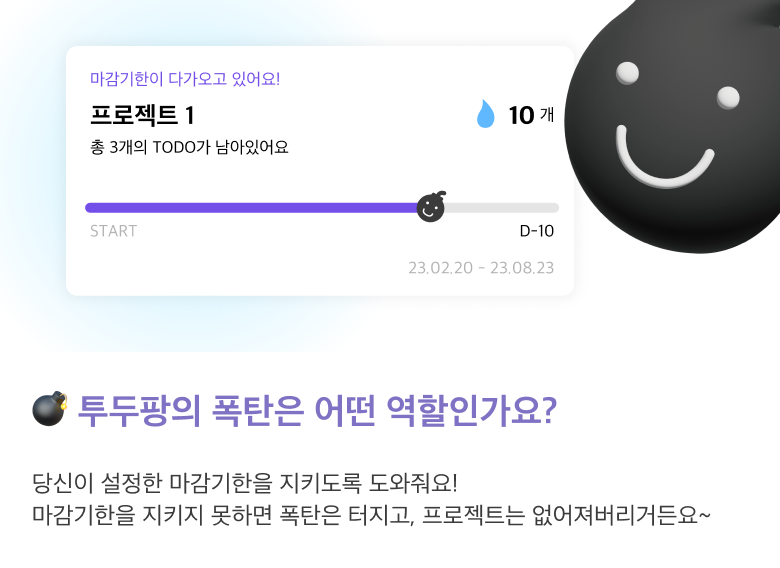 마감기한이 다가오고 있어요!
프로젝트 1
10 개
총 3개의 TODO가 남아있어요
START
D-10
23.02.20 - 23.08.23
투두팡의 폭탄은 어떤 역할인가요?
당신이 설정한 마감기한을 지키도록 도와줘요!
마감기한을 지키지 못하면 폭탄은 터지고, 프로젝트는 없어져버리거든요~